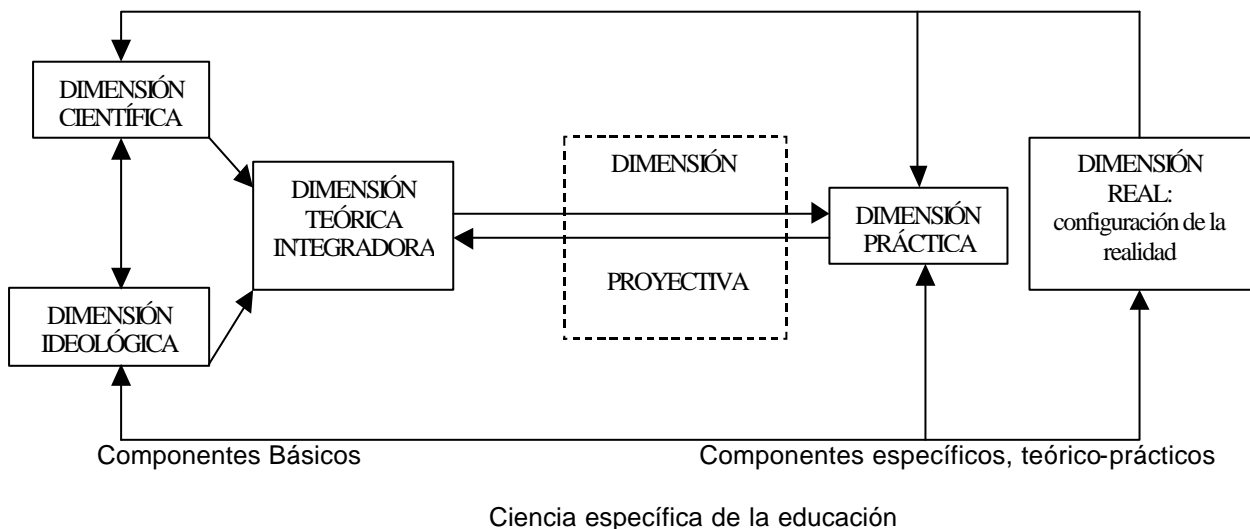 DIMENSIÓN
CIENTÍFICA
DIMENSIÓN
IDEOLÓGICA
DIMENSIÓN
TEÓRICA
INTEGRADORA
DIMENSIÓN
PROYECTIVA
DIMENSIÓN
PRÁCTICA
DIMENSIÓN
REAL:
configuración de la
realidad
Componentes Básicos
Componentes específicos, teórico-prácticos
Ciencia específica de la educación